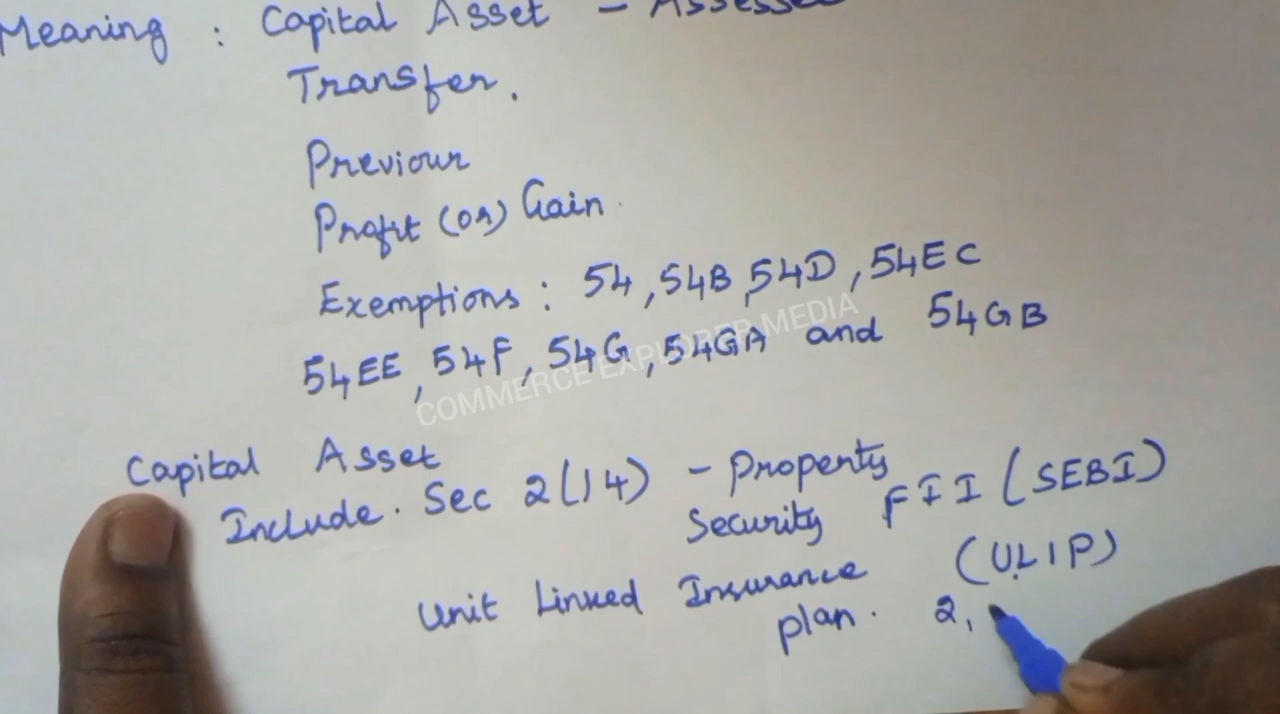 Meaning : Capital Asset - Assessee
Transfer.
Previour
Profit (or) Gain.
Exemptions : 54, 54B, 54D, 54EC
54EE, 54F, 54G, 54GA and 54GB
COMMERCE EXPLORER MEDIA
Capital Asset
Include. Sec 2(14) - Property
Security FII (SEBI)
Unit Linked Insurance (ULIP)
plan. 2,